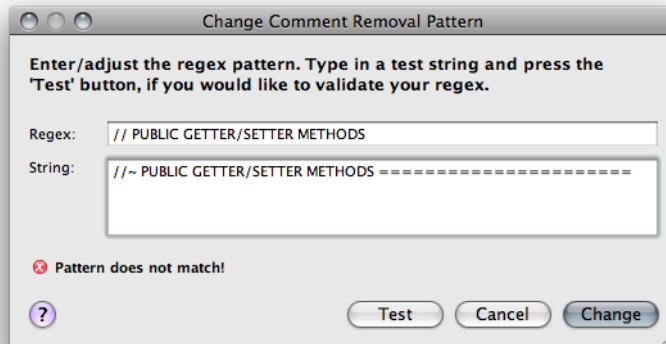 Change Comment Removal Pattern
Enter/adjust the regex pattern. Type in a test string and press the
'Test' button, if you would like to validate your regex.
Regex: // PUBLIC GETTER/SETTER METHODS
String: //~ PUBLIC GETTER/SETTER METHODS ======================
Pattern does not match!
? Test Cancel Change